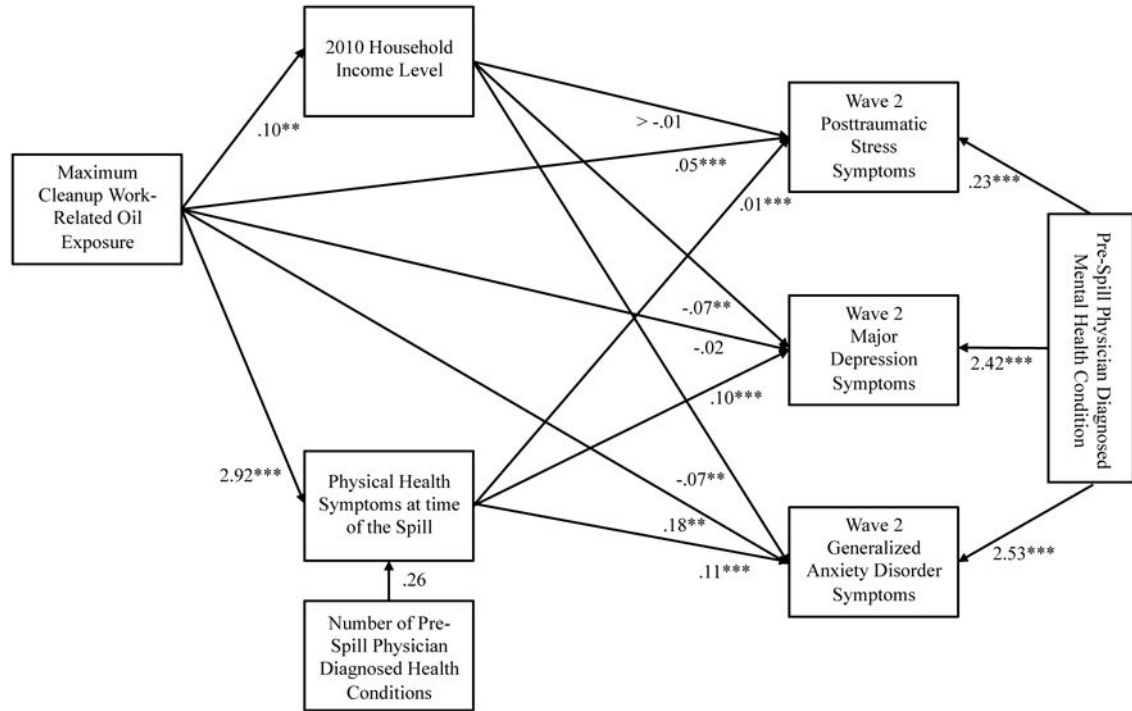 2010 Household
Income Level
Wave 2
Posttraumatic
Stress
Symptoms
> -.01
.10**
.05***
Maximum
Cleanup Work-
Related Oil
Exposure
.23***
.01***
Pre-Spill Physician Diagnosed
Mental Health Condition
-.07**
Wave 2
Major
Depression
Symptoms
-.02
2.42***
.10***
2.92***
Physical Health
Symptoms at time
of the Spill
-.07**
.18**
.11***
Wave 2
Generalized
Anxiety Disorder
Symptoms
2.53***
.26
Number of Pre-
Spill Physician
Diagnosed Health
Conditions